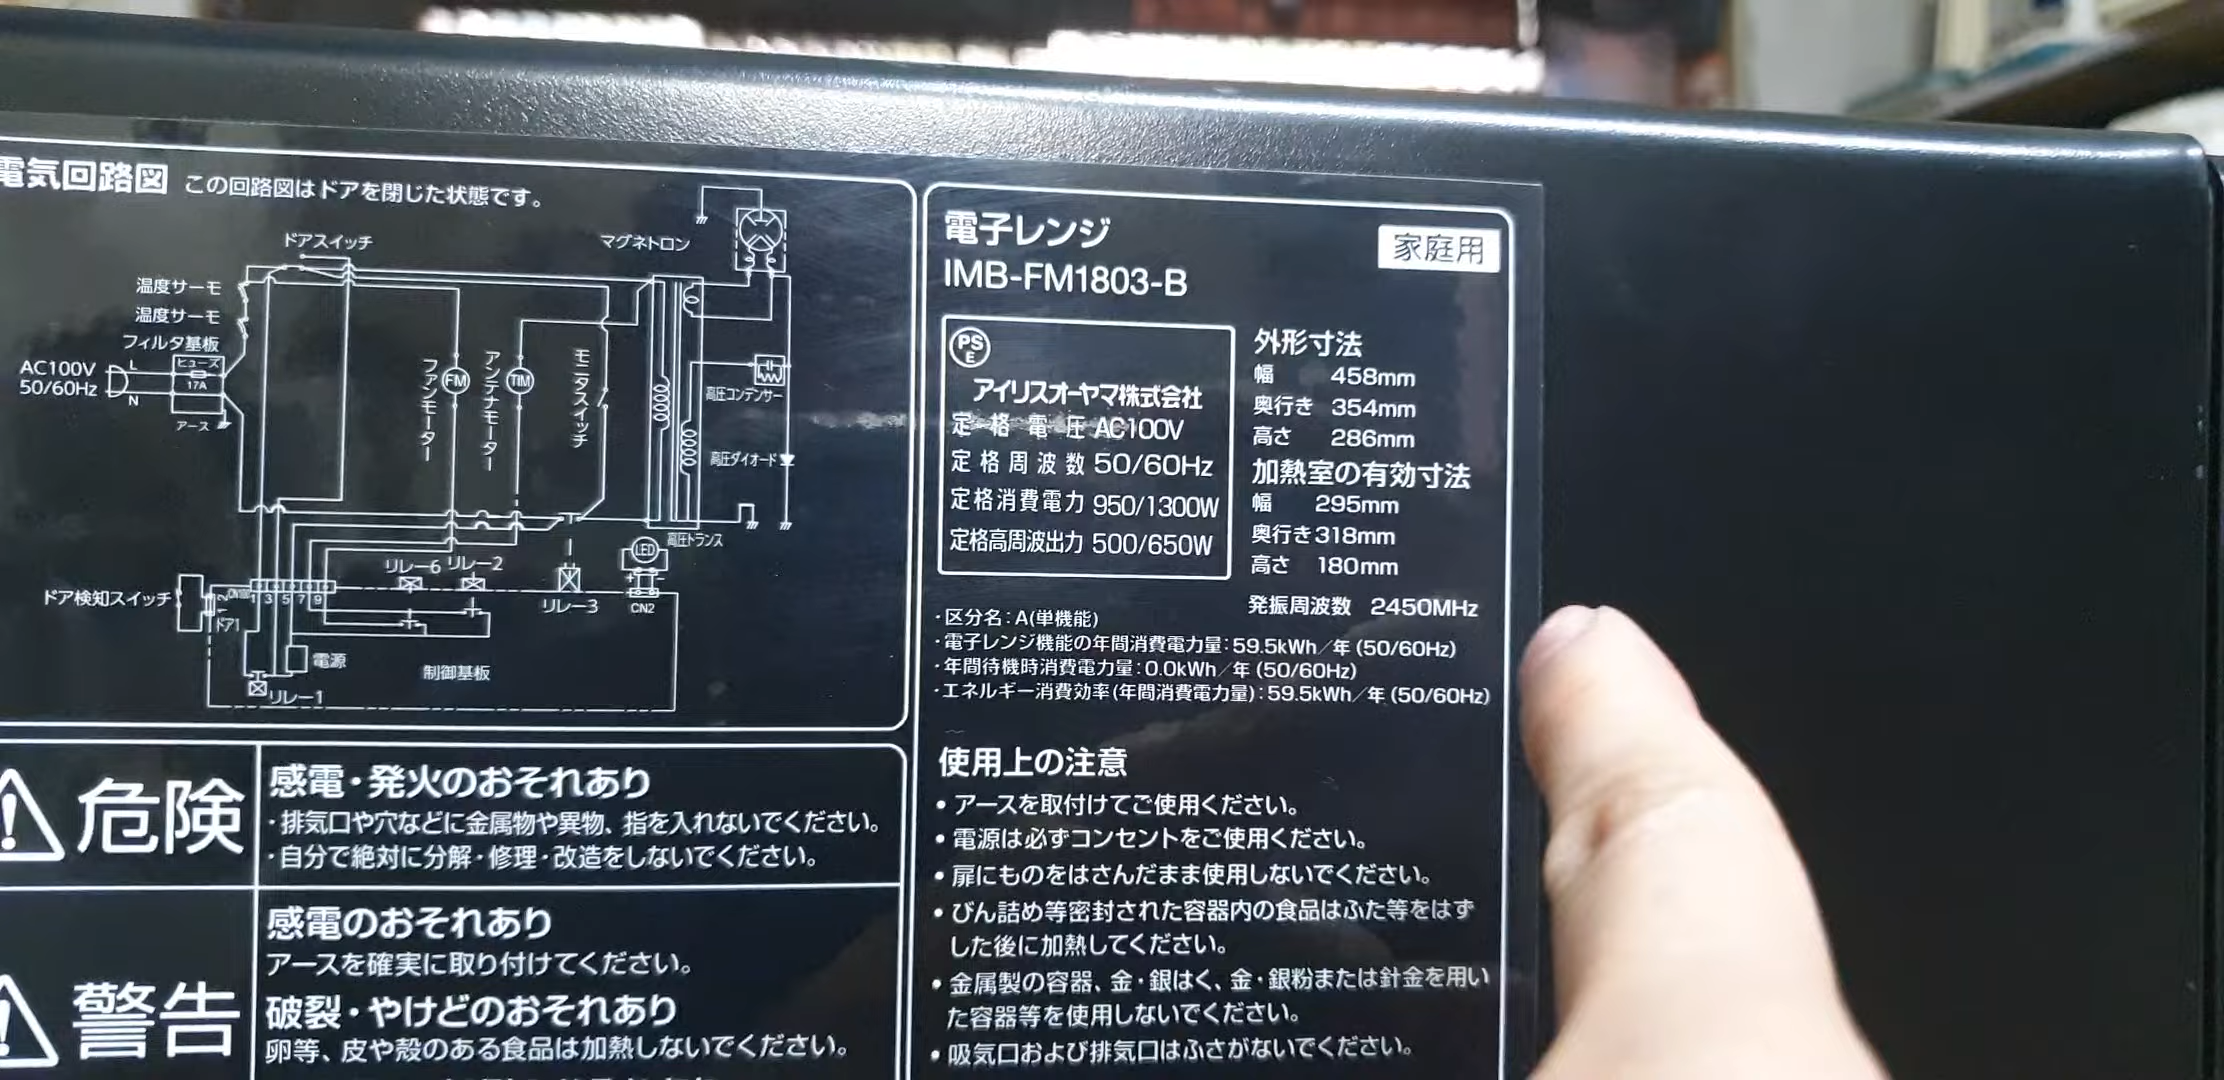 電気回路図 この回路図はドアを閉じた状態です。
ドアスイッチ
マグネトロン
温度サーモ
温度サーモ
フィルタ基板
ヒューズ
17A
AC100V
50/60Hz
L
N
アース
ファンモーター
FM
アンテナモーター
TIM
モニタスイッチ
高圧コンデンサー
高圧ダイオード
高圧トランス
LED
リレー6 リレー2
リレー3
CN2
ドア検知スイッチ
ドア1
1 3 5 7 9
電源
制御基板
リレー1
危険
感電・発火のおそれあり
・排気口や穴などに金属物や異物、指を入れないでください。
・自分で絶対に分解・修理・改造をしないでください。
警告
感電のおそれあり
アースを確実に取り付けてください。
破裂・やけどのおそれあり
卵等、皮や殻のある食品は加熱しないでください。
電子レンジ
家庭用
IMB-FM1803-B
PS
E
アイリスオーヤマ株式会社
定格電圧 AC100V
定格周波数 50/60Hz
定格消費電力 950/1300W
定格高周波出力 500/650W
外形寸法
幅 458mm
奥行き 354mm
高さ 286mm
加熱室の有効寸法
幅 295mm
奥行き 318mm
高さ 180mm
発振周波数 2450MHz
・区分名：A(単機能)
・電子レンジ機能の年間消費電力量：59.5kWh／年 (50/60Hz)
・年間待機時消費電力量：0.0kWh／年 (50/60Hz)
・エネルギー消費効率(年間消費電力量)：59.5kWh／年 (50/60Hz)
使用上の注意
• アースを取付けてご使用ください。
• 電源は必ずコンセントをご使用ください。
• 扉にものをはさんだまま使用しないでください。
• びん詰め等密封された容器内の食品はふた等をはず
した後に加熱してください。
• 金属製の容器、金・銀はく、金・銀粉または針金を用い
た容器等を使用しないでください。
• 吸気口および排気口はふさがないでください。